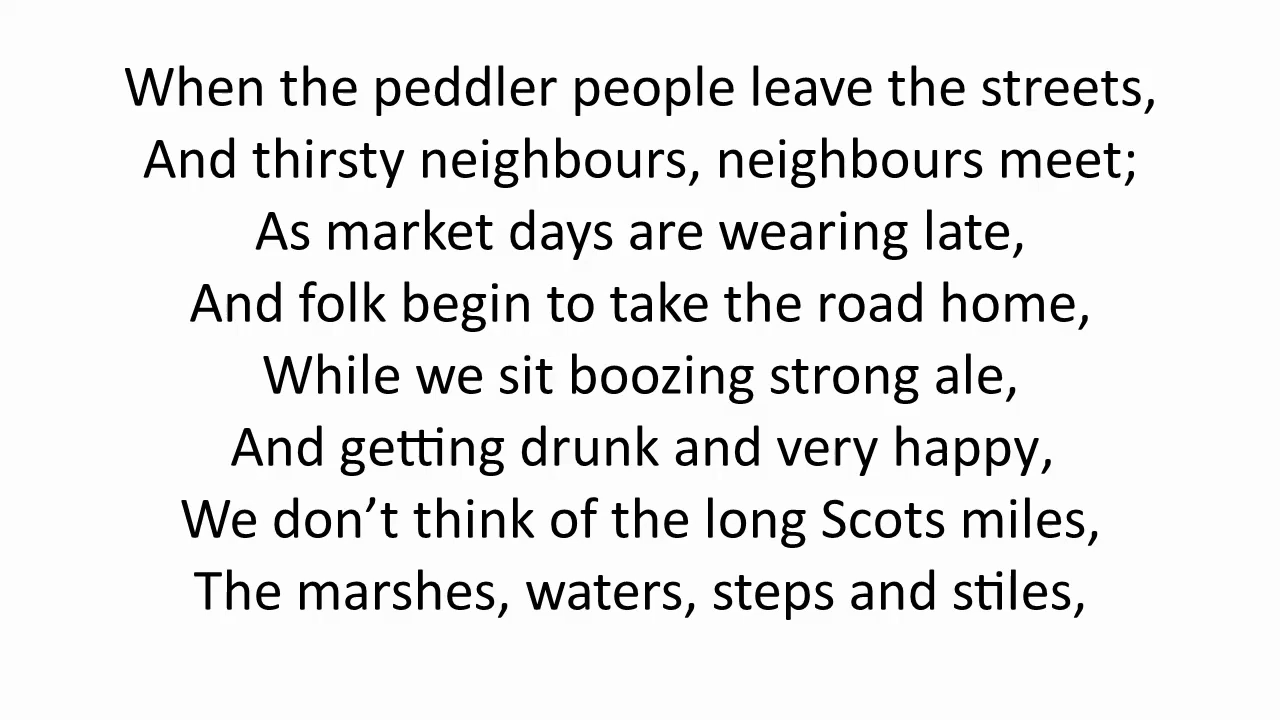 When the peddler people leave the streets,
And thirsty neighbours, neighbours meet;
As market days are wearing late,
And folk begin to take the road home,
While we sit boozing strong ale,
And getting drunk and very happy,
We don’t think of the long Scots miles,
The marshes, waters, steps and stiles,